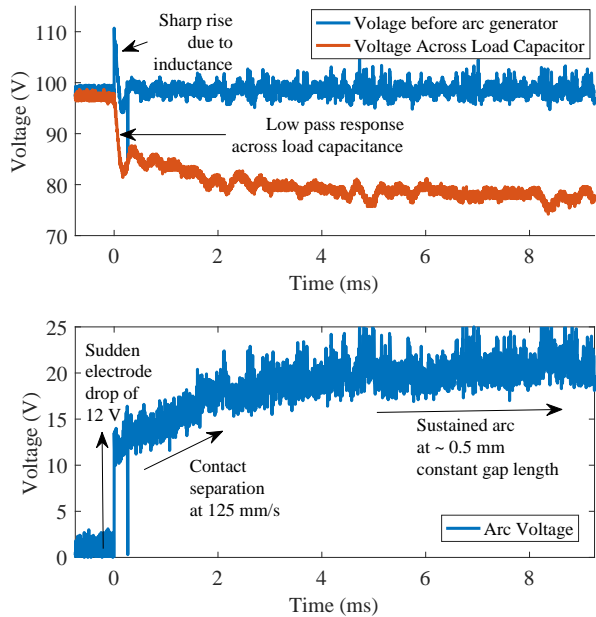 Volage before arc generator
Voltage Across Load Capacitor
Sharp rise
due to
inductance
Low pass response
across load capacitance
Voltage (V)
110
100
90
80
70
0
2
4
6
8
Time (ms)
Sudden
electrode
drop of
12 V
Contact
separation
at 125 mm/s
Sustained arc
at ~ 0.5 mm
constant gap length
Arc Voltage
Voltage (V)
25
20
15
10
5
0
0
2
4
6
8
Time (ms)